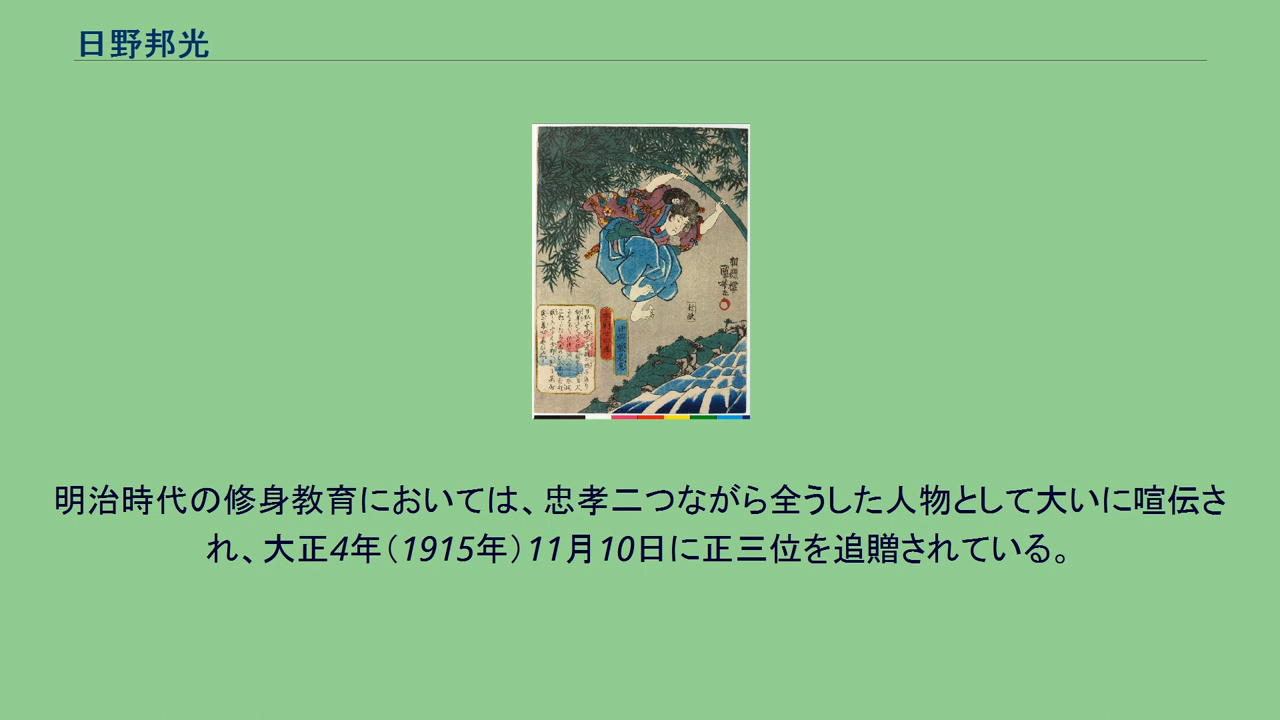 日野邦光
明治時代の修身教育においては、忠孝二つながら全うした人物として大いに喧伝さ
れ、大正4年（1915年）11月10日に正三位を追贈されている。